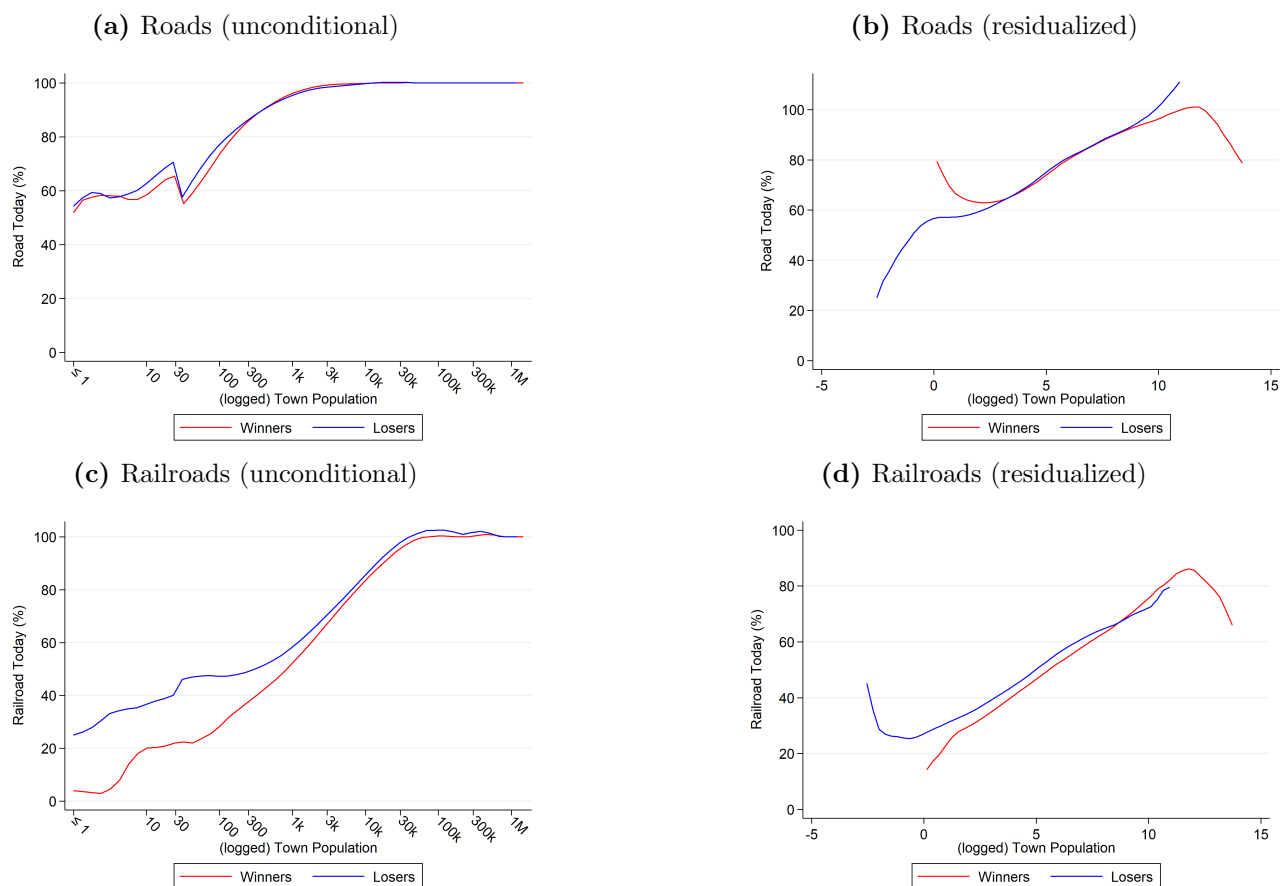 (a) Roads (unconditional)
Road Today (%)
100
80
60
40
20
0
≤ 1
10
30
100
300
1k
3k
10k
30k
100k
300k
1M
(logged) Town Population
Winners Losers
(b) Roads (residualized)
Road Today (%)
100
80
60
40
20
0
-5 0 5 10 15
(logged) Town Population
Winners Losers
(c) Railroads (unconditional)
Railroad Today (%)
100
80
60
40
20
0
≤ 1
10
30
100
300
1k
3k
10k
30k
100k
300k
1M
(logged) Town Population
Winners Losers
(d) Railroads (residualized)
Railroad Today (%)
100
80
60
40
20
0
-5 0 5 10 15
(logged) Town Population
Winners Losers